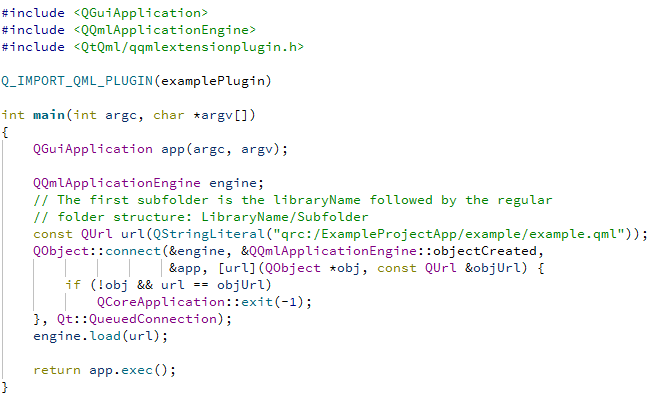 #include <QGuiApplication>
#include <QQmlApplicationEngine>
#include <QtQml/qqmlextensionplugin.h>

Q_IMPORT_QML_PLUGIN(examplePlugin)

int main(int argc, char *argv[])
{
    QGuiApplication app(argc, argv);

    QQmlApplicationEngine engine;
    // The first subfolder is the libraryName followed by the regular
    // folder structure: LibraryName/Subfolder
    const QUrl url(QStringLiteral("qrc:/ExampleProjectApp/example/example.qml"));
    QObject::connect(&engine, &QQmlApplicationEngine::objectCreated,
                     &app, [url](QObject *obj, const QUrl &objUrl) {
        if (!obj && url == objUrl)
            QCoreApplication::exit(-1);
    }, Qt::QueuedConnection);
    engine.load(url);

    return app.exec();
}